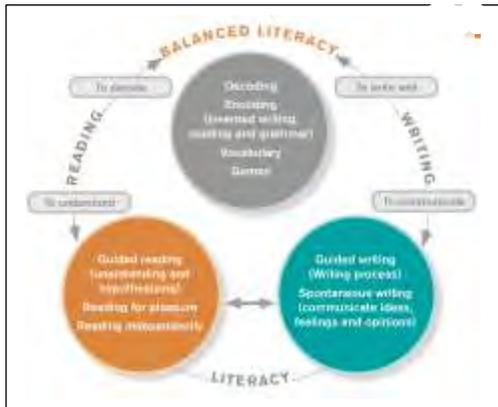 BALANCED LITERACY
To decode
To write well
READING
WRITING
Decoding
Encoding
(invented writing,
reading and grammar)
Vocabulary
Games
To understand
To communicate
Guided reading
(understanding and
hypothesising)
Reading for pleasure
Reading independently
Guided writing
(Writing process)
Spontaneous writing
(communicate ideas,
feelings and opinions)
LITERACY